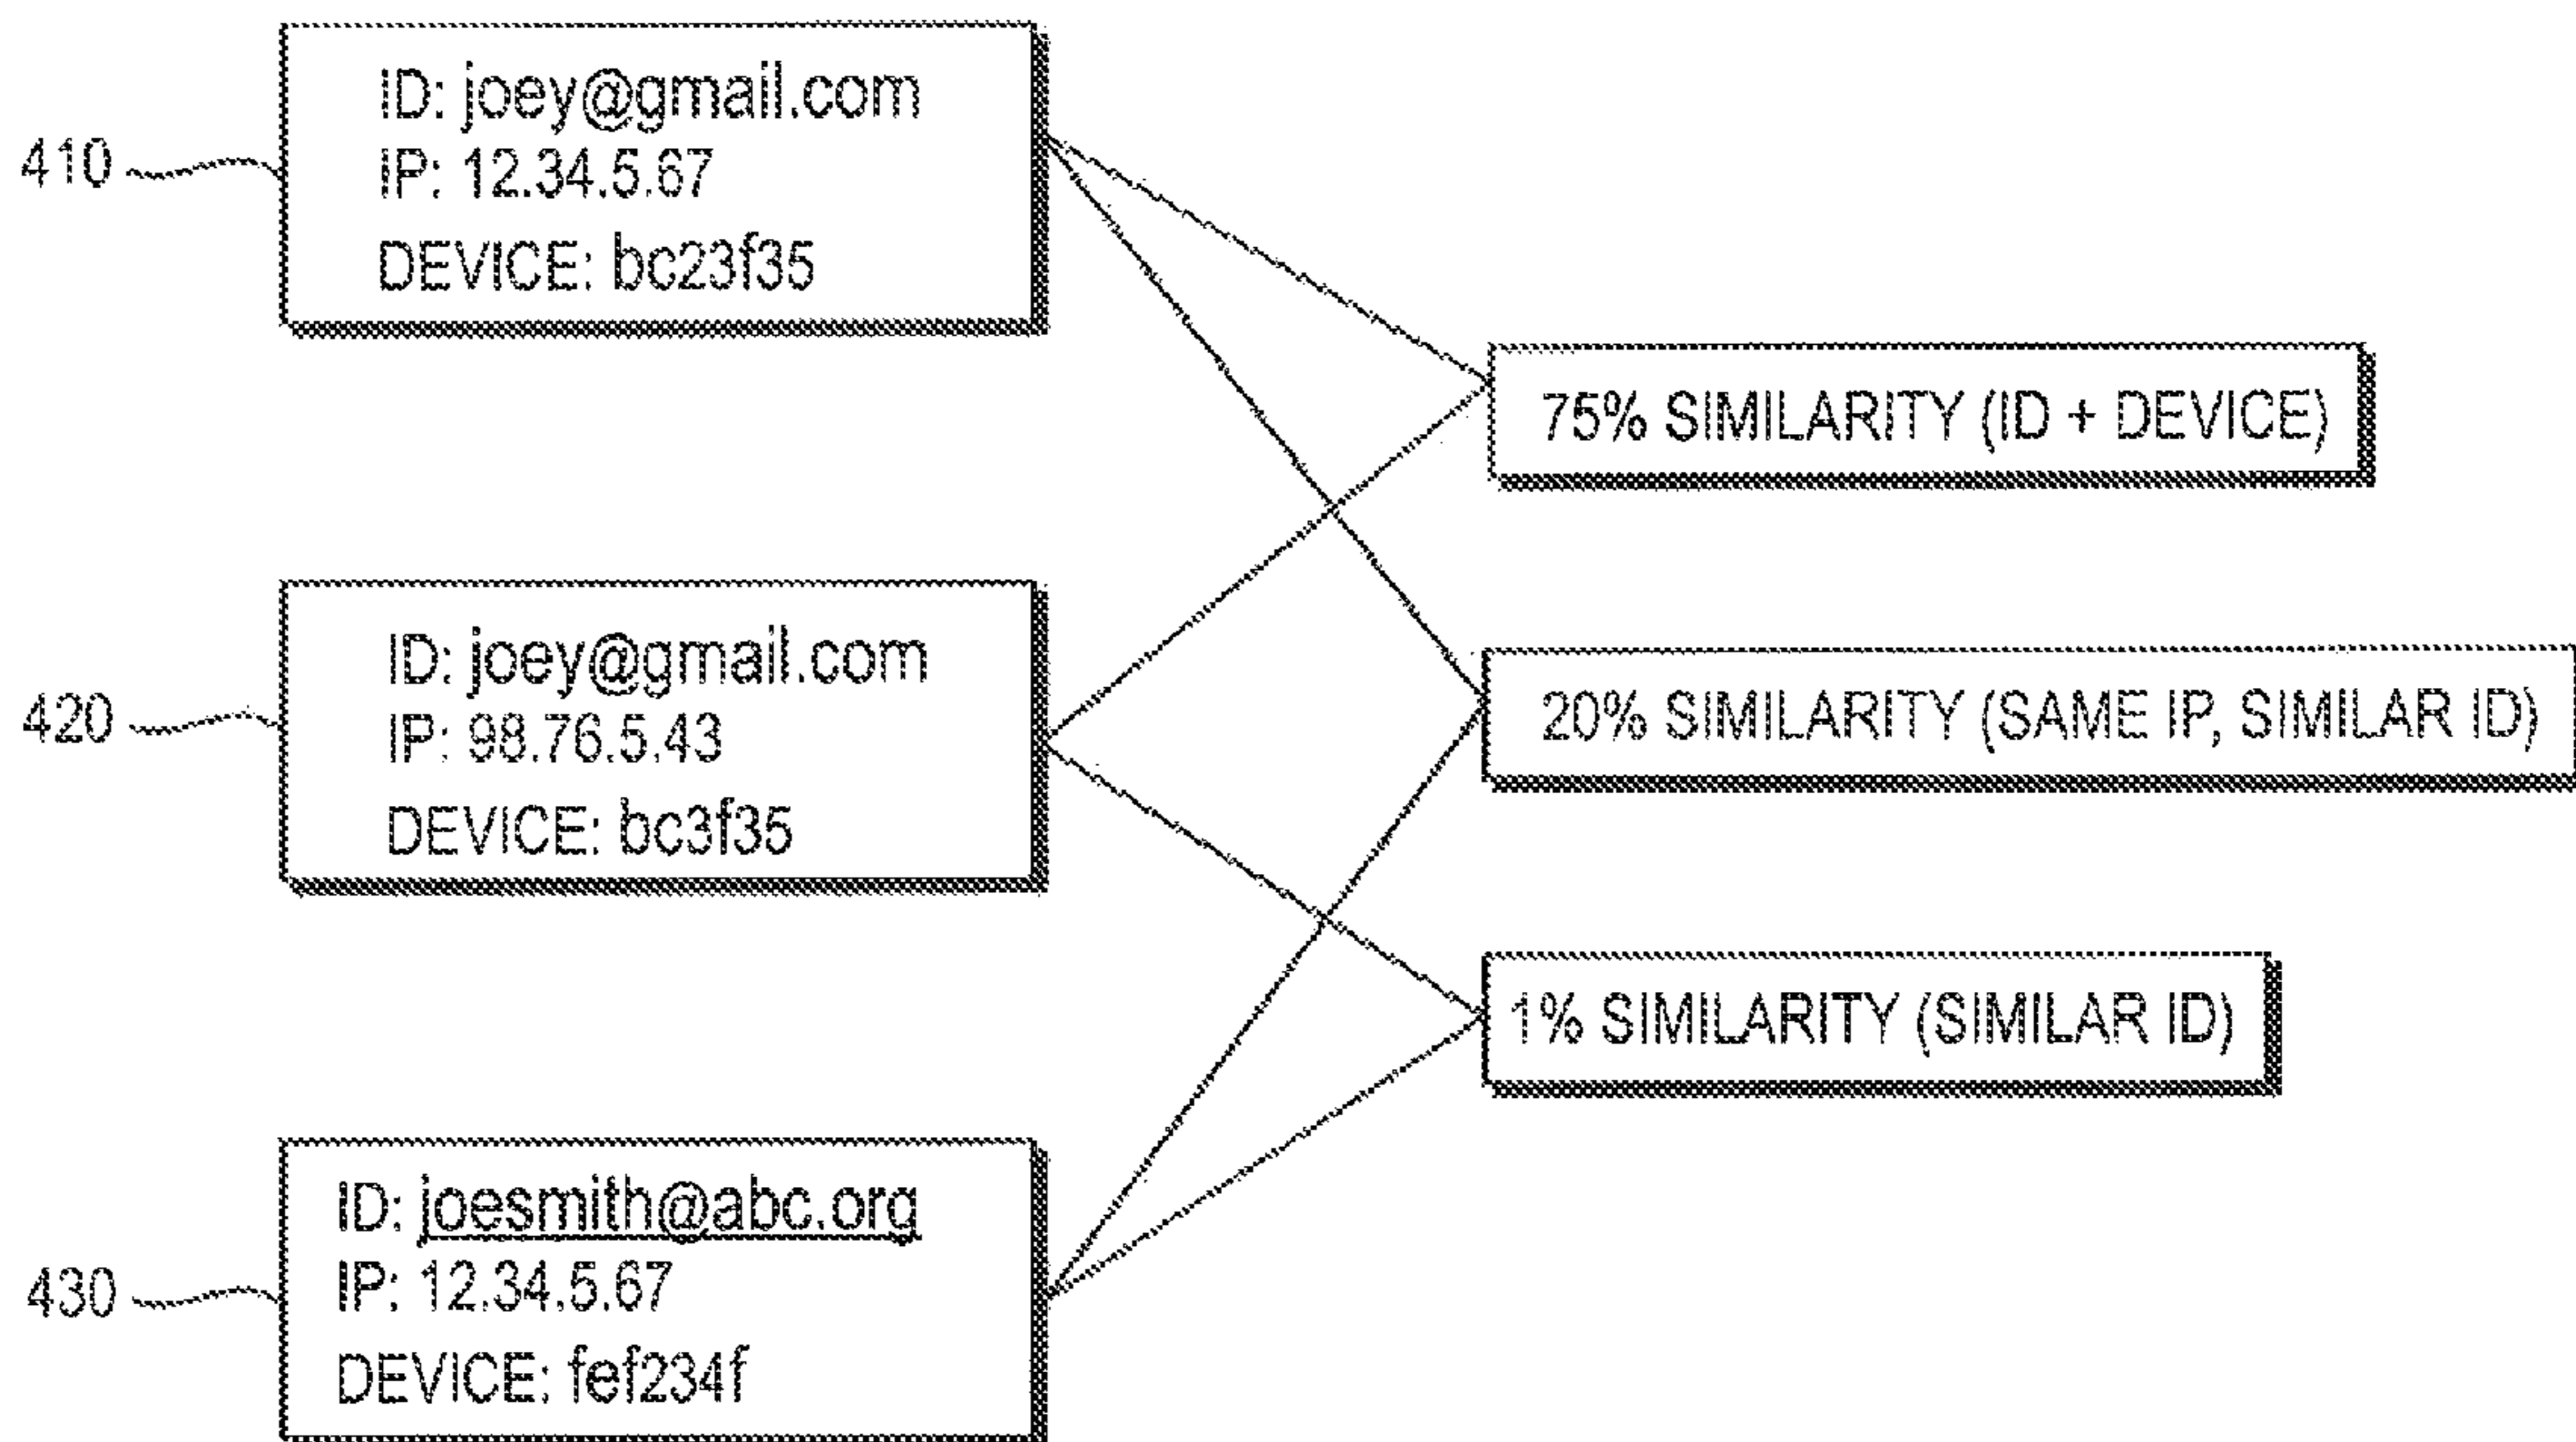 410
ID: joey@gmail.com
IP: 12.34.5.67
DEVICE: bc23f35
75% SIMILARITY (ID + DEVICE)
420
ID: joey@gmail.com
IP: 98.76.5.43
DEVICE: bc3f35
20% SIMILARITY (SAME IP, SIMILAR ID)
1% SIMILARITY (SIMILAR ID)
430
ID: joesmith@abc.org
IP: 12.34.5.67
DEVICE: fef234f